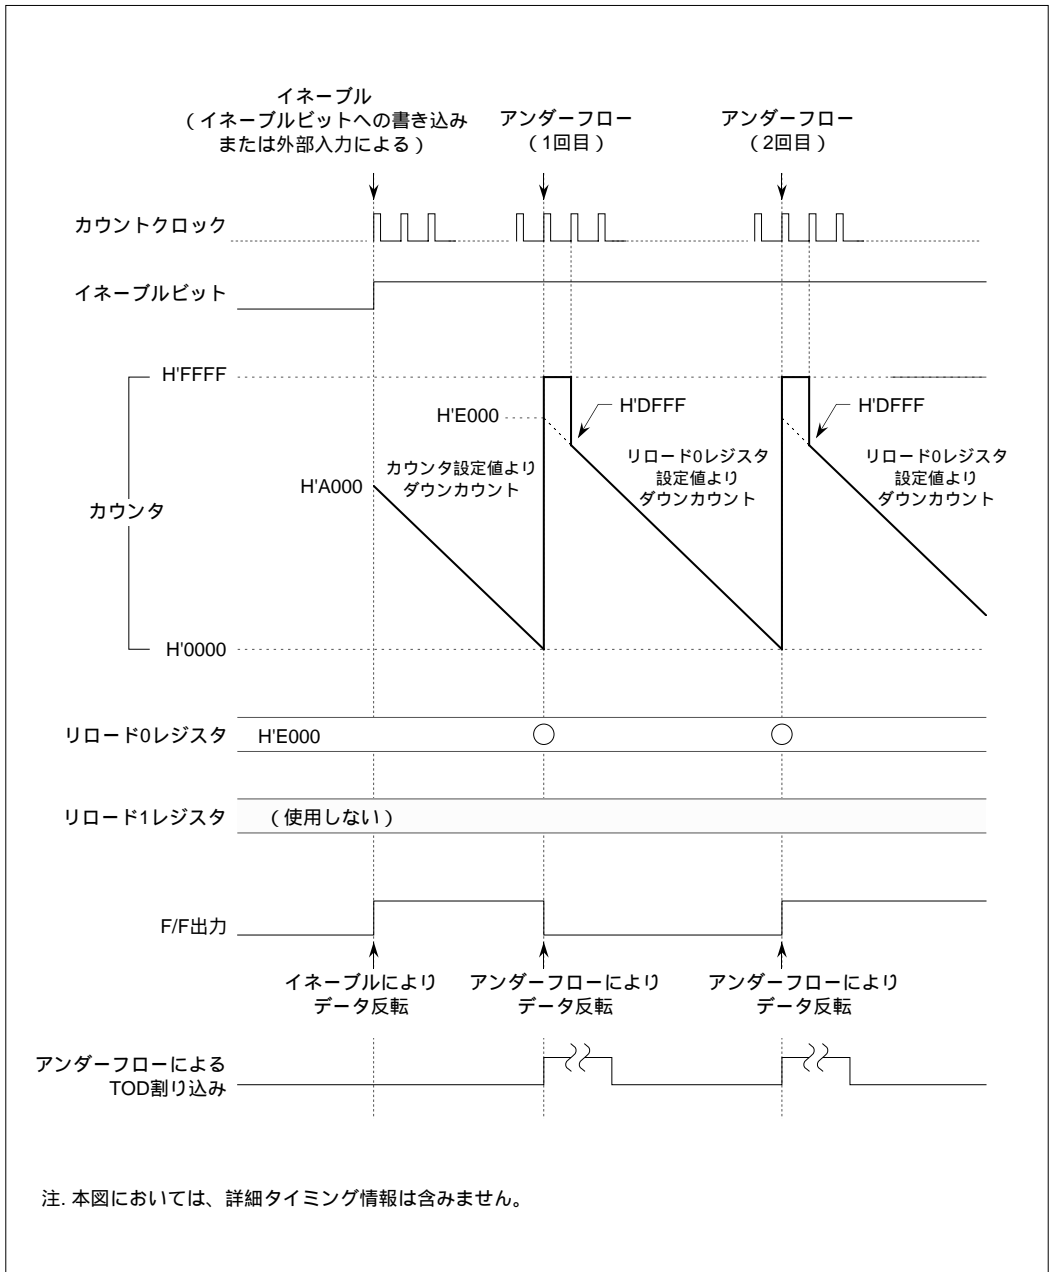 イネーブル
（イネーブルビットへの書き込み
または外部入力による）
アンダーフロー
（1回目）
アンダーフロー
（2回目）
カウントクロック
イネーブルビット
H'FFFF
H'E000
H'DFFF
H'DFFF
カウンタ設定値より
ダウンカウント
リロード0レジスタ
設定値より
ダウンカウント
リロード0レジスタ
設定値より
ダウンカウント
H'A000
カウンタ
H'0000
リロード0レジスタ
H'E000
リロード1レジスタ
（使用しない）
F/F出力
イネーブルにより
データ反転
アンダーフローにより
データ反転
アンダーフローにより
データ反転
アンダーフローによる
TOD割り込み
注. 本図においては、詳細タイミング情報は含みません。